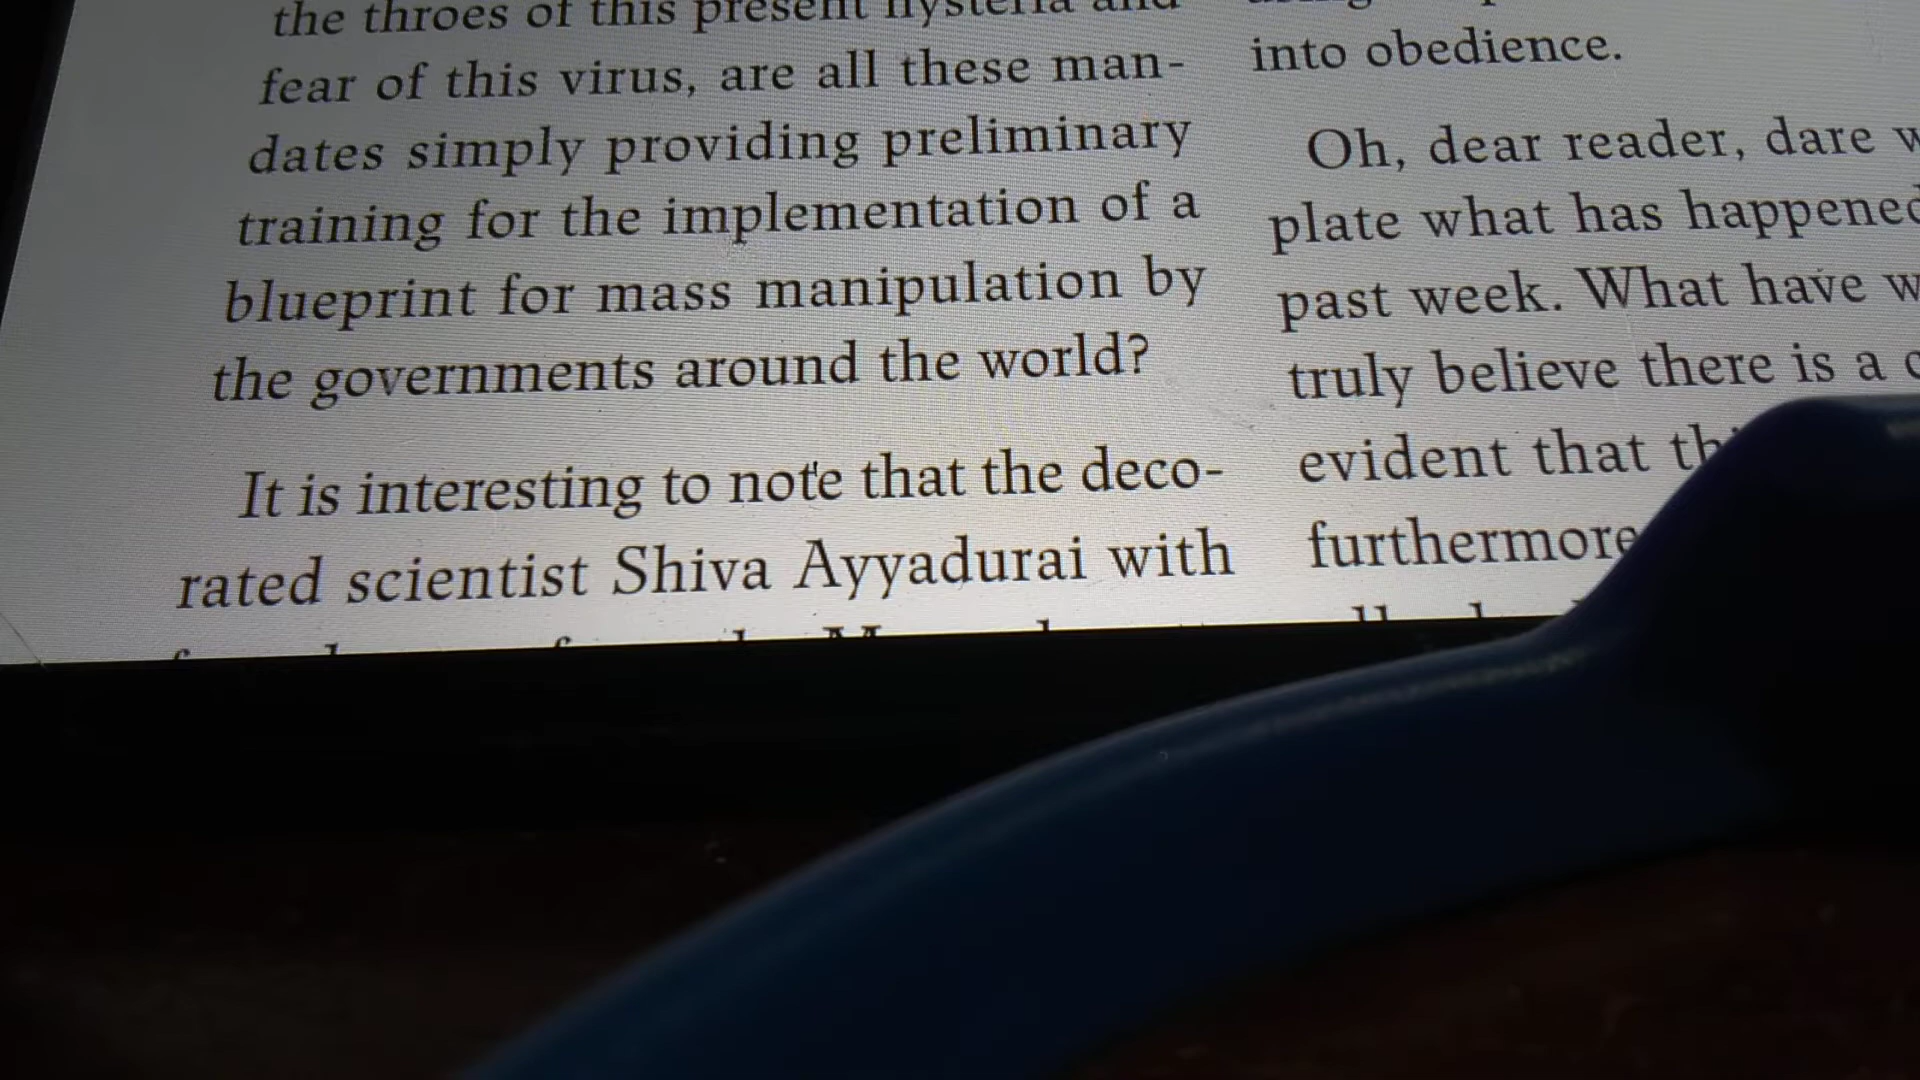 the throes of this present hysteria and
fear of this virus, are all these man-
dates simply providing preliminary
training for the implementation of a
blueprint for mass manipulation by
the governments around the world?
It is interesting to note that the deco-
rated scientist Shiva Ayyadurai with
into obedience.
Oh, dear reader, dare
plate what has happened
past week. What have
truly believe there is a
evident that
furthermore